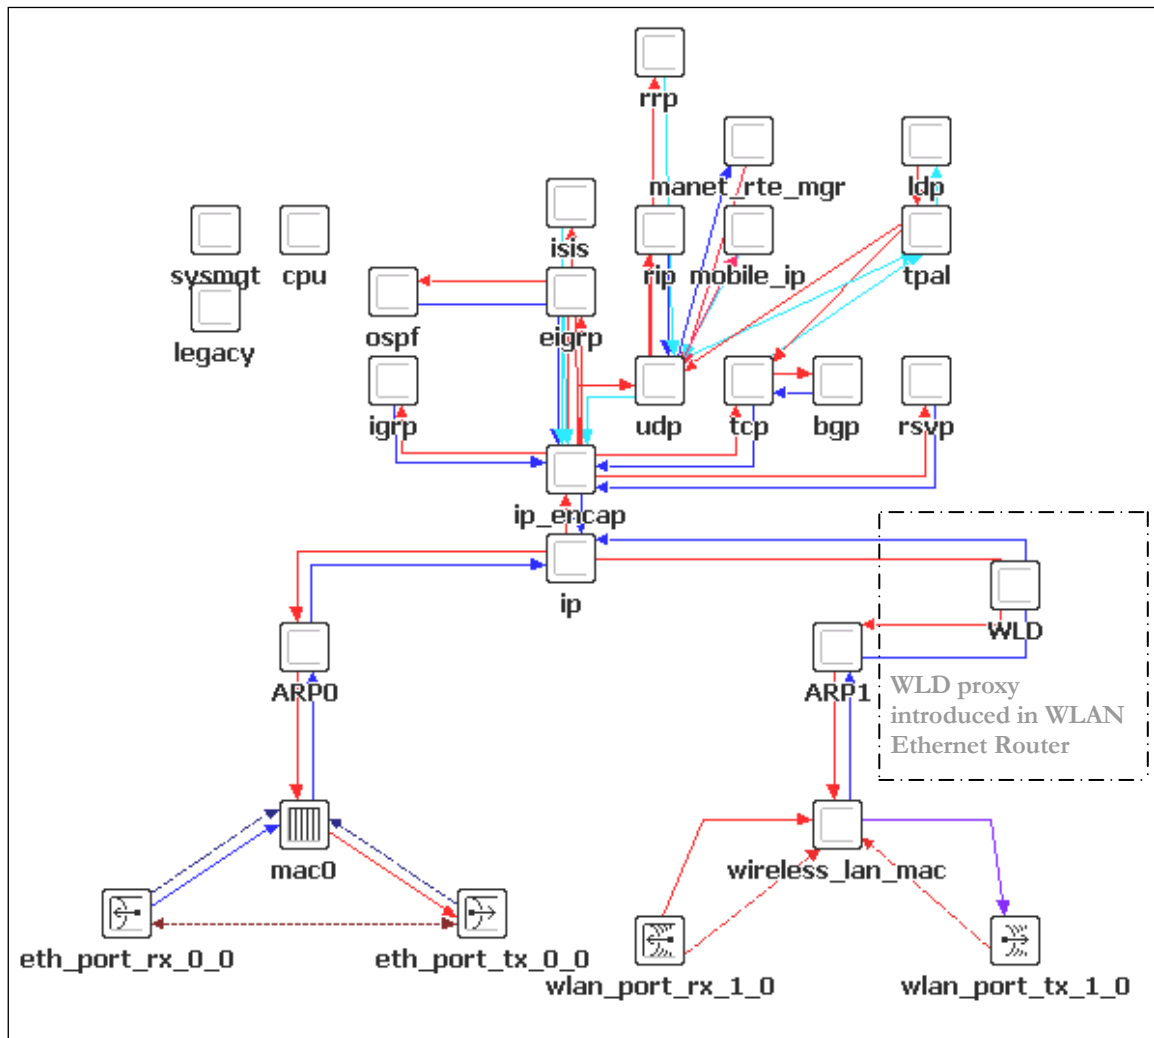 rrp
manet_rte_mgr
ldp
isis
rip
mobile_ip
tpal
sysmgt
cpu
ospf
eigrp
legacy
igrp
udp
tcp
bgp
rsvp
ip_encap
ip
WLD
ARP0
ARP1
WLD proxy
introduced in WLAN
Ethernet Router
mac0
wireless_lan_mac
eth_port_rx_0_0
eth_port_tx_0_0
wlan_port_rx_1_0
wlan_port_tx_1_0